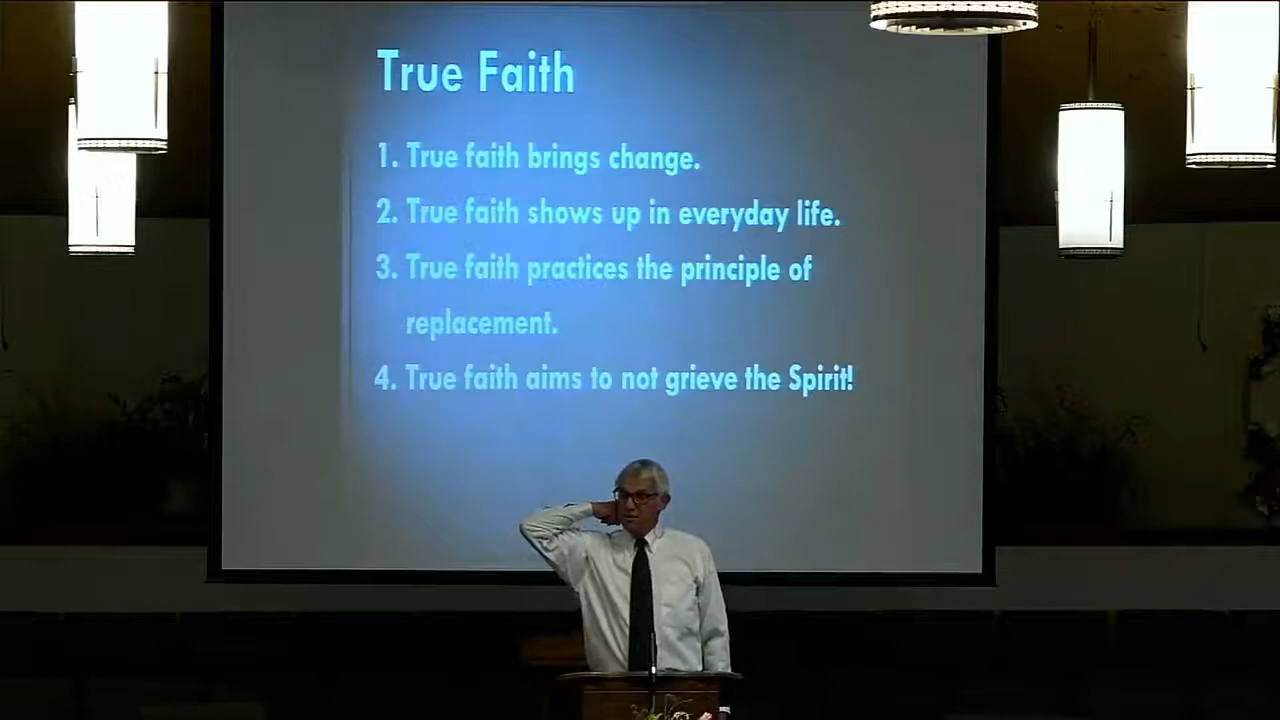 True Faith
1. True faith brings change.
2. True faith shows up in everyday life.
3. True faith practices the principle of
replacement.
4. True faith aims to not grieve the Spirit!